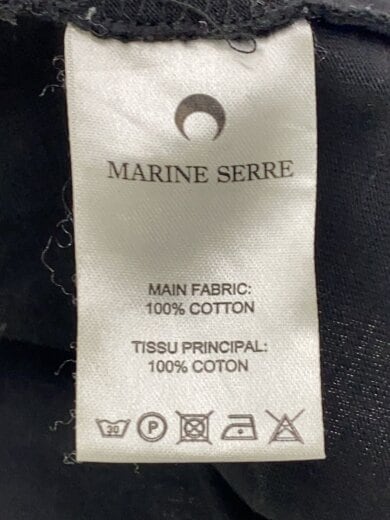 MARINE SERRE
MAIN FABRIC:
100% COTTON
TISSU PRINCIPAL:
100% COTON
30 P